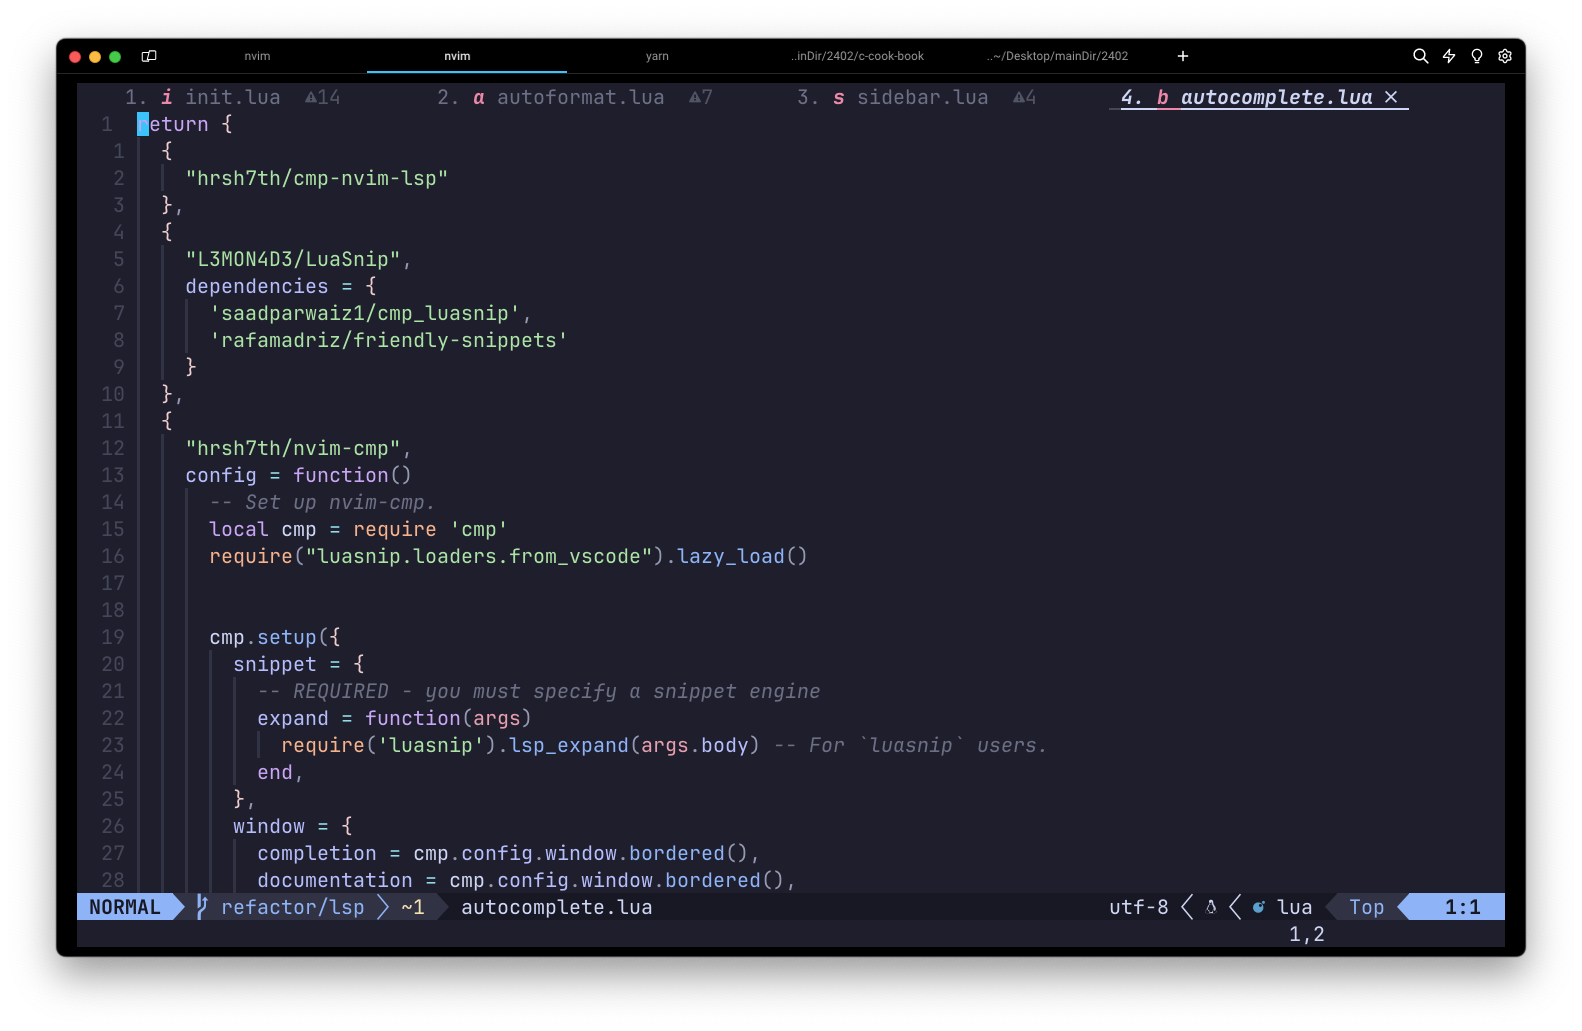 nvim nvim yarn ..inDir/2402/c-cook-book ..~/Desktop/mainDir/2402 +
1. i init.lua 14 2. a autoformat.lua 7 3. s sidebar.lua 4 4. b autocomplete.lua ×
1 return {
1 {
2 "hrsh7th/cmp-nvim-lsp"
3 },
4 {
5 "L3MON4D3/LuaSnip",
6 dependencies = {
7 'saadparwaiz1/cmp_luasnip',
8 'rafamadriz/friendly-snippets'
9 }
10 },
11 {
12 "hrsh7th/nvim-cmp",
13 config = function()
14 -- Set up nvim-cmp.
15 local cmp = require 'cmp'
16 require("luasnip.loaders.from_vscode").lazy_load()
17
18
19 cmp.setup({
20 snippet = {
21 -- REQUIRED - you must specify a snippet engine
22 expand = function(args)
23 require('luasnip').lsp_expand(args.body) -- For `luasnip` users.
24 end,
25 },
26 window = {
27 completion = cmp.config.window.bordered(),
28 documentation = cmp.config.window.bordered(),
NORMAL refactor/lsp ~1 autocomplete.lua utf-8 lua Top 1:1
1,2